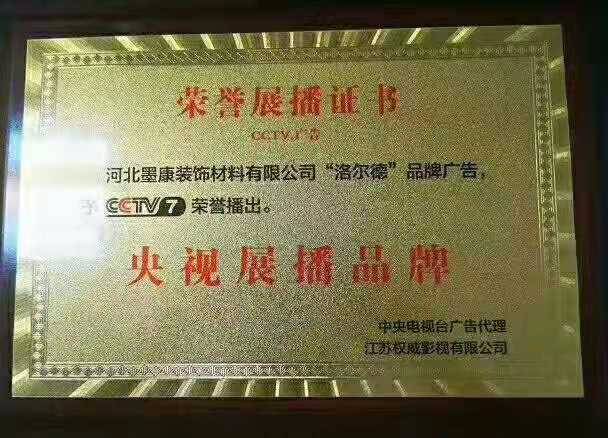 荣誉展播证书
CCTV广告
河北墨康装饰材料有限公司“洛尔德”品牌广告，
予 CCTV 7 荣誉播出。
央视展播品牌
中央电视台广告代理
江苏权威影视有限公司